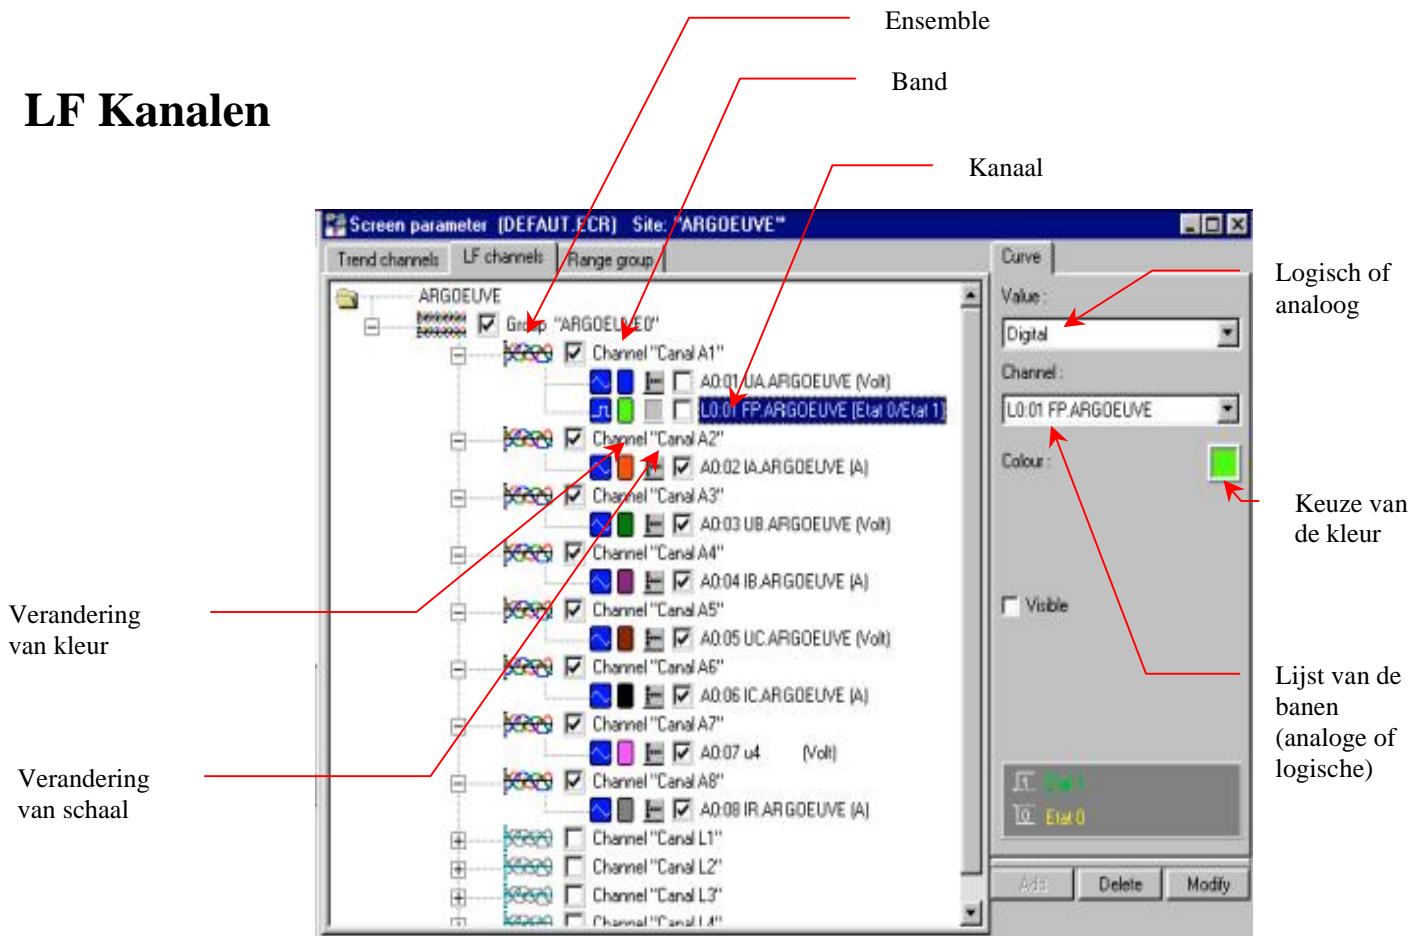 Ensemble
Band
LF Kanalen
Kanaal
Screen parameter (DEFAUT.ECR) Site: "ARGOEUVE"
Trend channels LF channels Range group
Curve
Logisch of
analoog
ARGOEUVE
Group "ARGOEUVE0"
Channel "Canal A1"
A0:01 UA.ARGOEUVE (Volt)
L0:01 FP.ARGOEUVE (Etat 0/Etat 1)
Channel "Canal A2"
A0:02 IA.ARGOEUVE (A)
Channel "Canal A3"
A0:03 UB.ARGOEUVE (Volt)
Channel "Canal A4"
A0:04 IB.ARGOEUVE (A)
Channel "Canal A5"
A0:05 UC.ARGOEUVE (Volt)
Channel "Canal A6"
A0:06 IC.ARGOEUVE (A)
Channel "Canal A7"
A0:07 u4 (Volt)
Channel "Canal A8"
A0:08 IR.ARGOEUVE (A)
Channel "Canal L1"
Channel "Canal L2"
Channel "Canal L3"
Channel "Canal L4"
Value :
Digital
Channel :
L0:01 FP.ARGOEUVE
Colour :
Visible
1 Etat 1
0 Etat 0
Add Delete Modify
Keuze van
de kleur
Lijst van de
banen
(analoge of
logische)
Verandering
van kleur
Verandering
van schaal